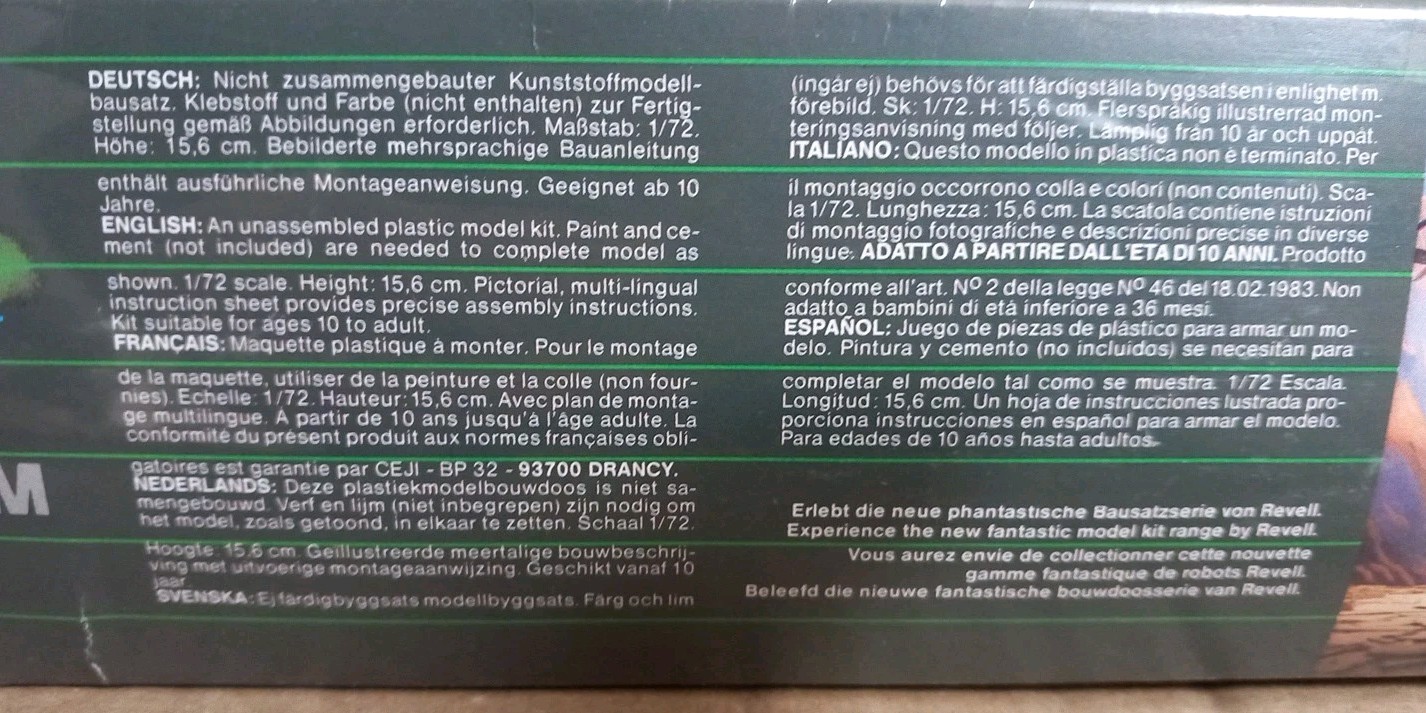 DEUTSCH: Nicht zusammengebauter Kunststoffmodell-
bausatz. Klebstoff und Farbe (nicht enthalten) zur Fertig-
stellung gemäß Abbildungen erforderlich. Maßstab: 1/72.
Höhe: 15,6 cm. Bebilderte mehrsprachige Bauanleitung
enthält ausführliche Montageanweisung. Geeignet ab 10
Jahre.
ENGLISH: An unassembled plastic model kit. Paint and ce-
ment (not included) are needed to complete model as
shown. 1/72 scale. Height: 15,6 cm. Pictorial, multi-lingual
instruction sheet provides precise assembly instructions.
Kit suitable for ages 10 to adult.
FRANÇAIS: Maquette plastique à monter. Pour le montage
de la maquette, utiliser de la peinture et la colle (non four-
nies). Echelle: 1/72. Hauteur: 15,6 cm. Avec plan de monta-
ge multilingue. A partir de 10 ans jusqu'à l'âge adulte. La
conformité du présent produit aux normes françaises obli-
gatoires est garantie par CEJI - BP 32 - 93700 DRANCY.
NEDERLANDS: Deze plastiekmodelbouwdoos is niet sa-
mengebouwd. Verf en lijm (niet inbegrepen) zijn nodig om
het model, zoals getoond, in elkaar te zetten. Schaal 1/72.
Hoogte: 15,6 cm. Geillustreerde meertalige bouwbeschrij-
ving met uitvoerige montageaanwijzing. Geschikt vanaf 10
jaar.
SVENSKA: Ej färdigbyggsats modellbyggsats. Färg och lim
(ingår ej) behövs för att färdigställa byggsatsen i enlighet m.
förebild. Sk: 1/72. H: 15,6 cm. Flerspråkig illustrerrad mon-
teringsanvisning med följer. Lämplig från 10 år och uppåt.
ITALIANO: Questo modello in plastica non è terminato. Per
il montaggio occorrono colla e colori (non contenuti). Sca-
la 1/72. Lunghezza: 15,6 cm. La scatola contiene istruzioni
di montaggio fotografiche e descrizioni precise in diverse
lingue. ADATTO A PARTIRE DALL'ETA DI 10 ANNI. Prodotto
conforme all'art. Nº 2 della legge Nº 46 del 18.02.1983. Non
adatto a bambini di età inferiore a 36 mesi.
ESPAÑOL: Juego de piezas de plástico para armar un mo-
delo. Pintura y cemento (no incluidos) se necesitan para
completar el modelo tal como se muestra. 1/72 Escala.
Longitud: 15,6 cm. Un hoja de instrucciones lustrada pro-
porciona instrucciones en español para armar el modelo.
Para edades de 10 años hasta adultos.
Erlebt die neue phantastische Bausatzserie von Revell.
Experience the new fantastic model kit range by Revell.
Vous aurez envie de collectionner cette nouvette
gamme fantastique de robots Revell.
Beleefd die nieuwe fantastische bouwdoosserie van Revell.
M